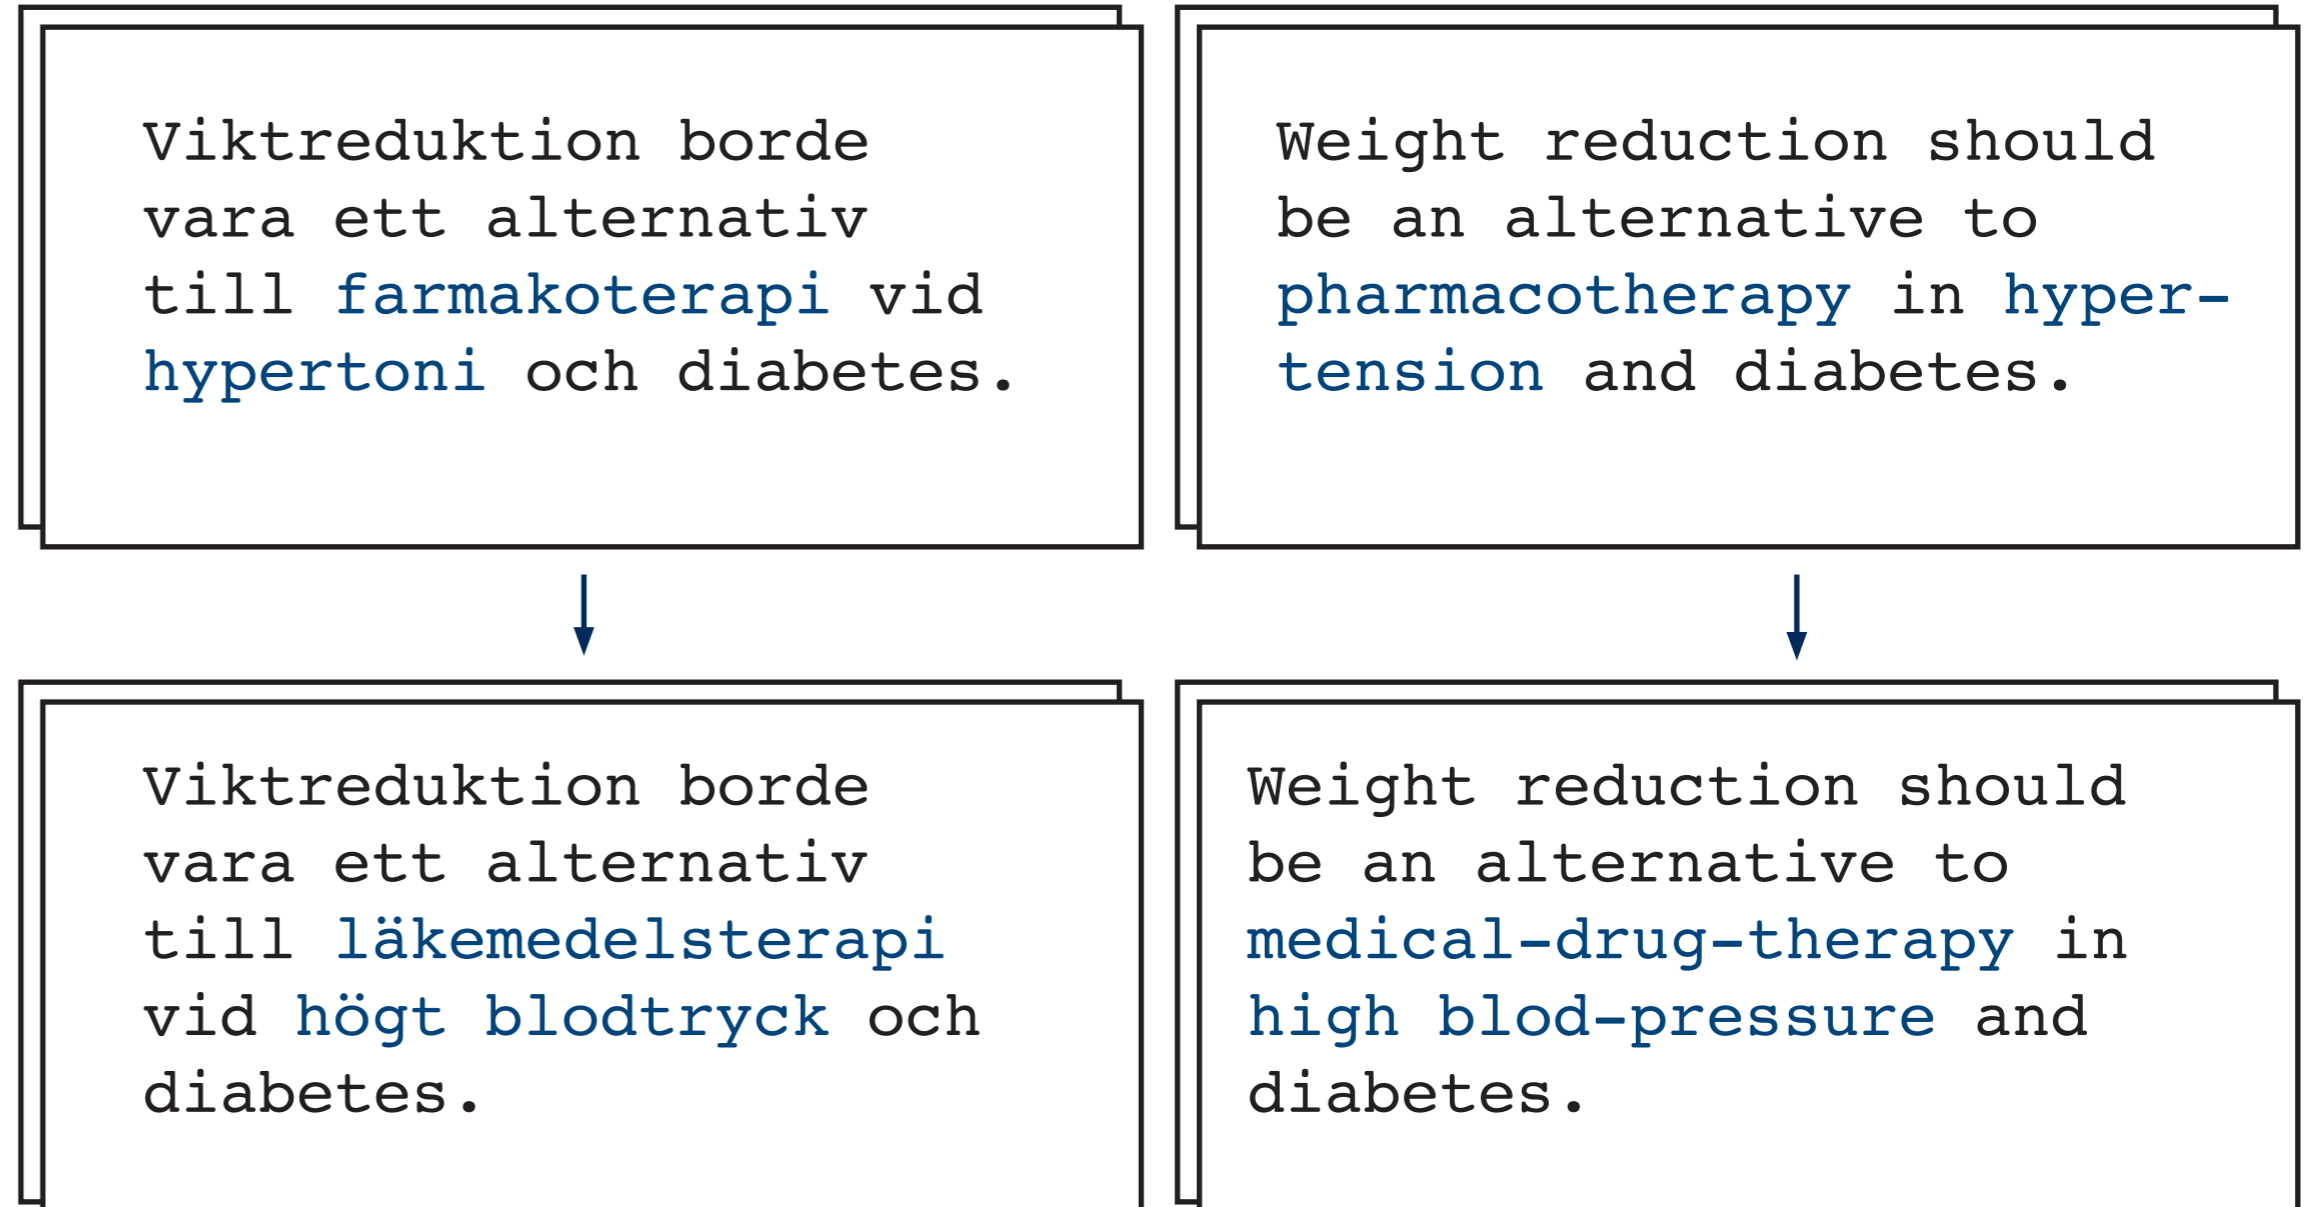 Viktreduktion borde
vara ett alternativ
till farmakoterapi vid
hypertoni och diabetes.
Weight reduction should
be an alternative to
pharmacotherapy in hyper-
tension and diabetes.
Viktreduktion borde
vara ett alternativ
till läkemedelsterapi
vid högt blodtryck och
diabetes.
Weight reduction should
be an alternative to
medical-drug-therapy in
high blod-pressure and
diabetes.